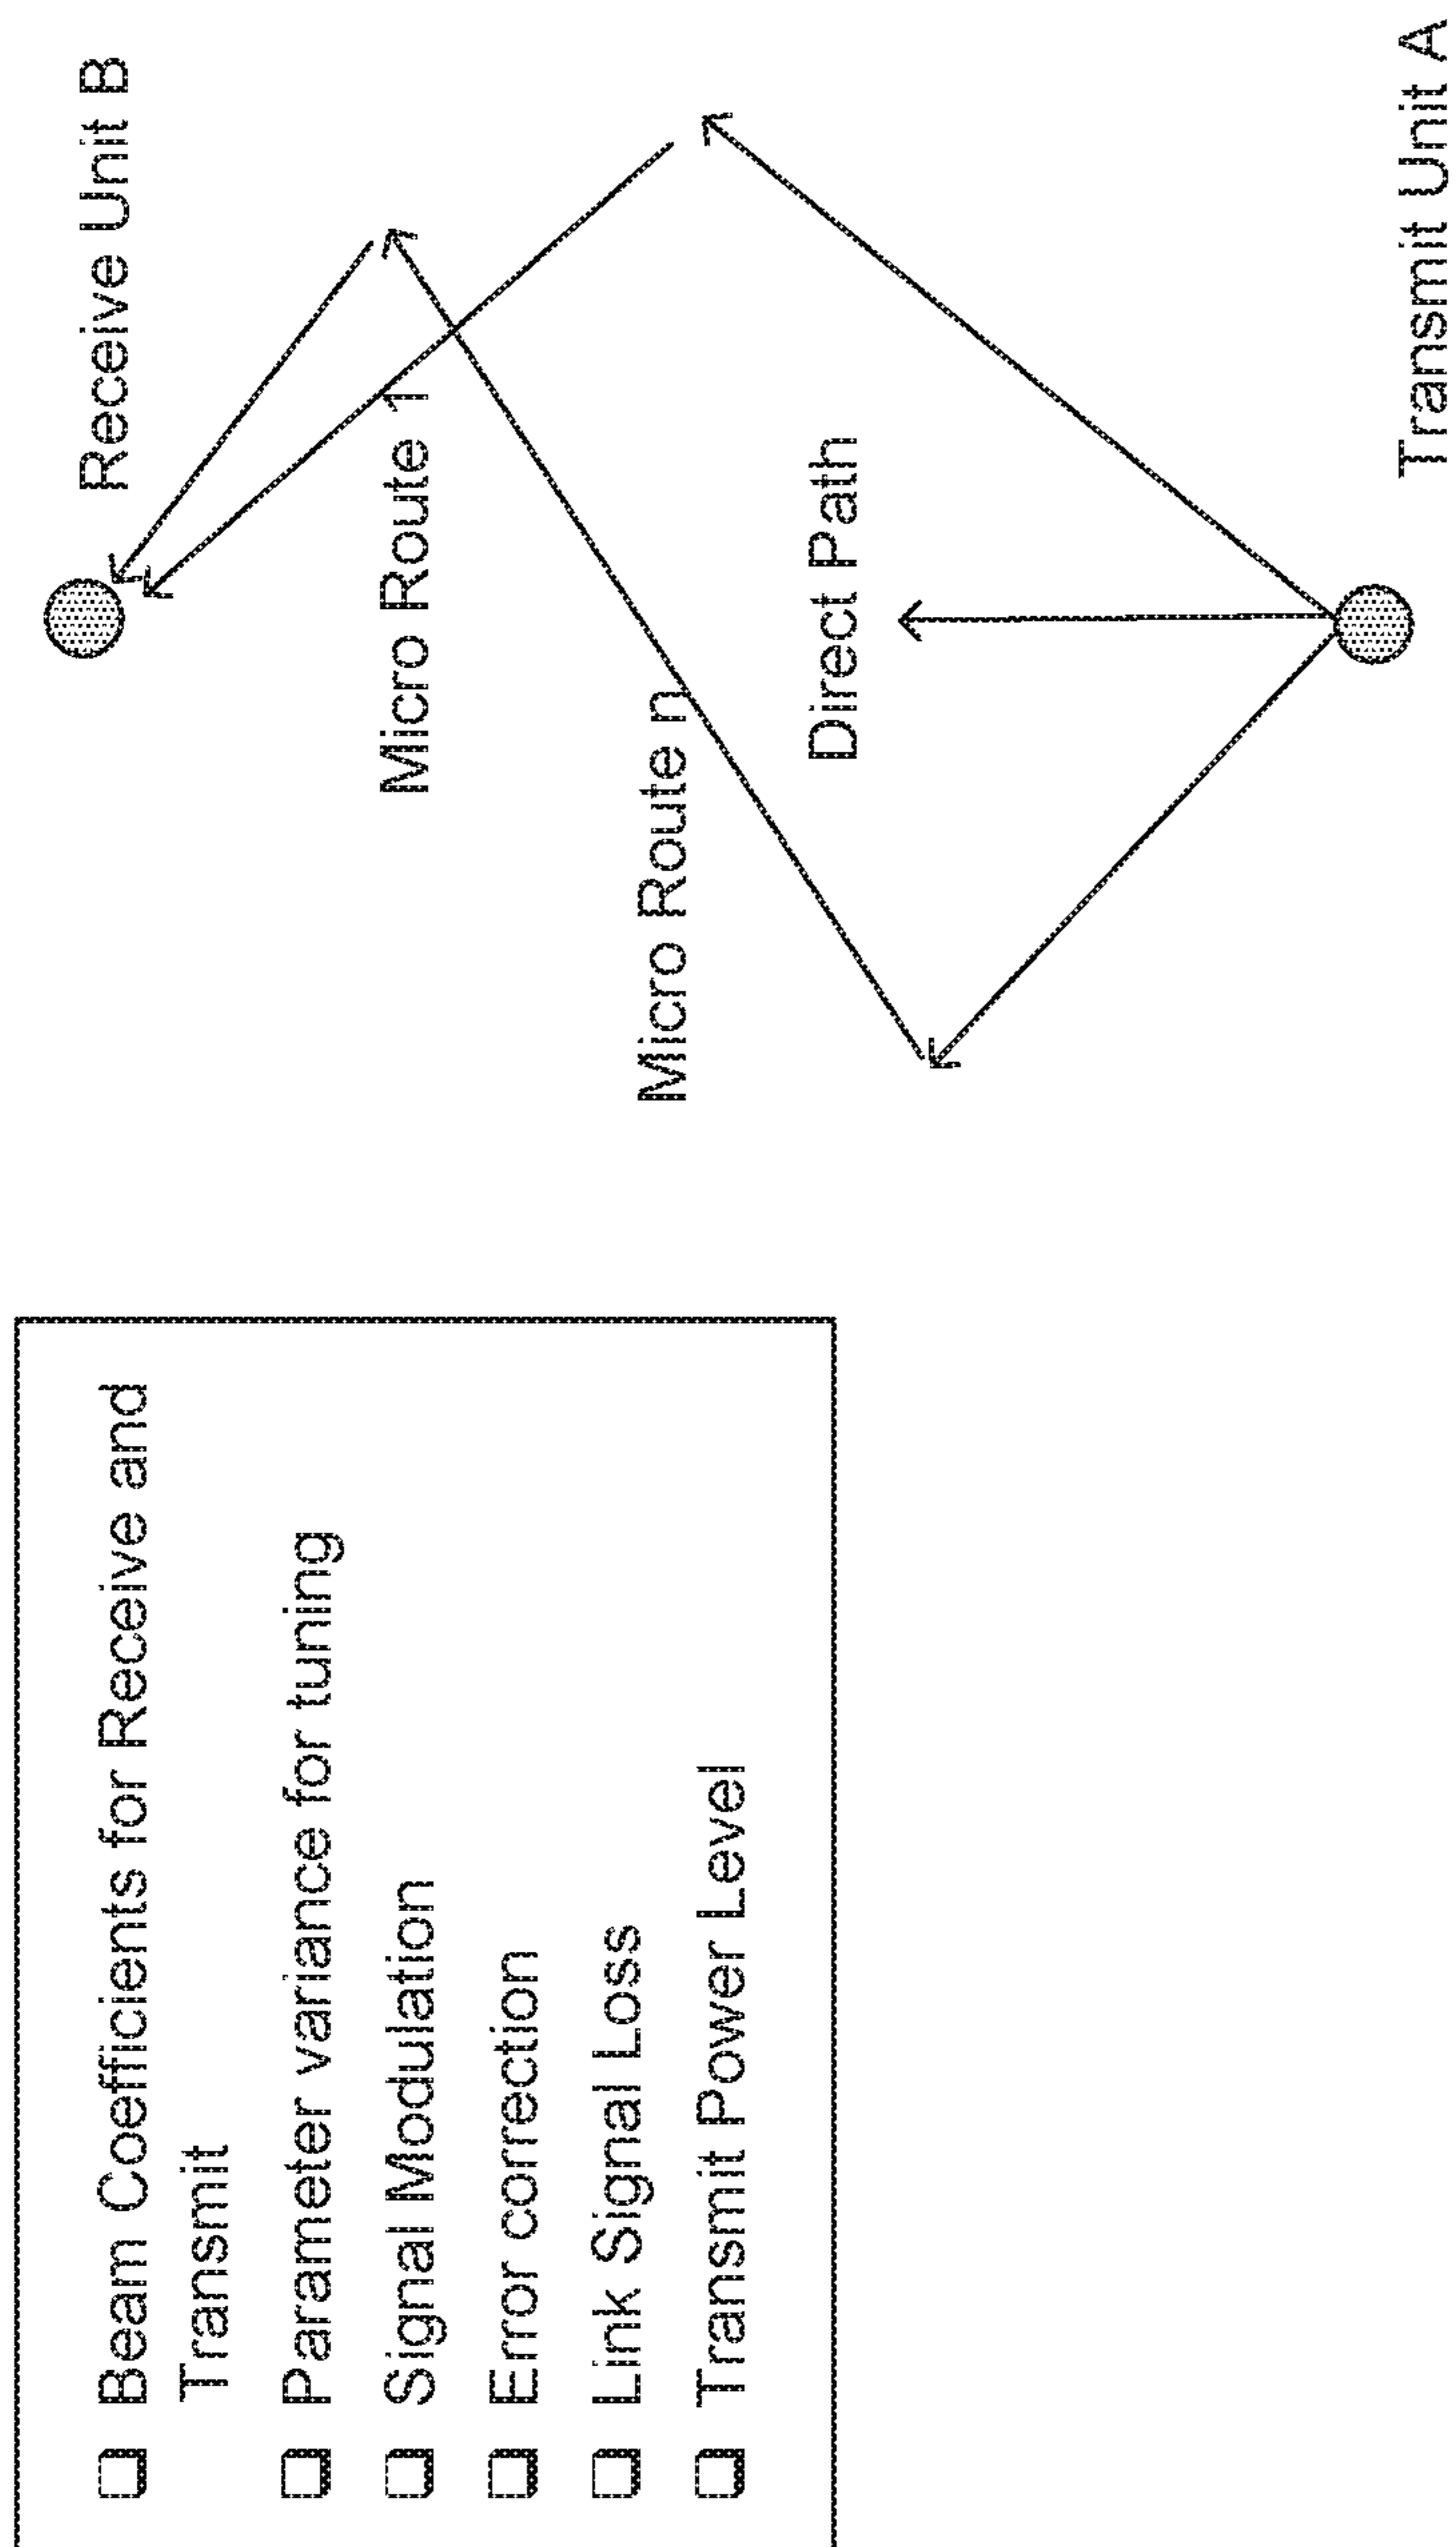 Beam Coefficients for Receive and
Transmit
Parameter variance for tuning
Signal Modulation
Error correction
Link Signal Loss
Transmit Power Level
Receive Unit B
Micro Route 1
Micro Route n
Direct Path
Transmit Unit A